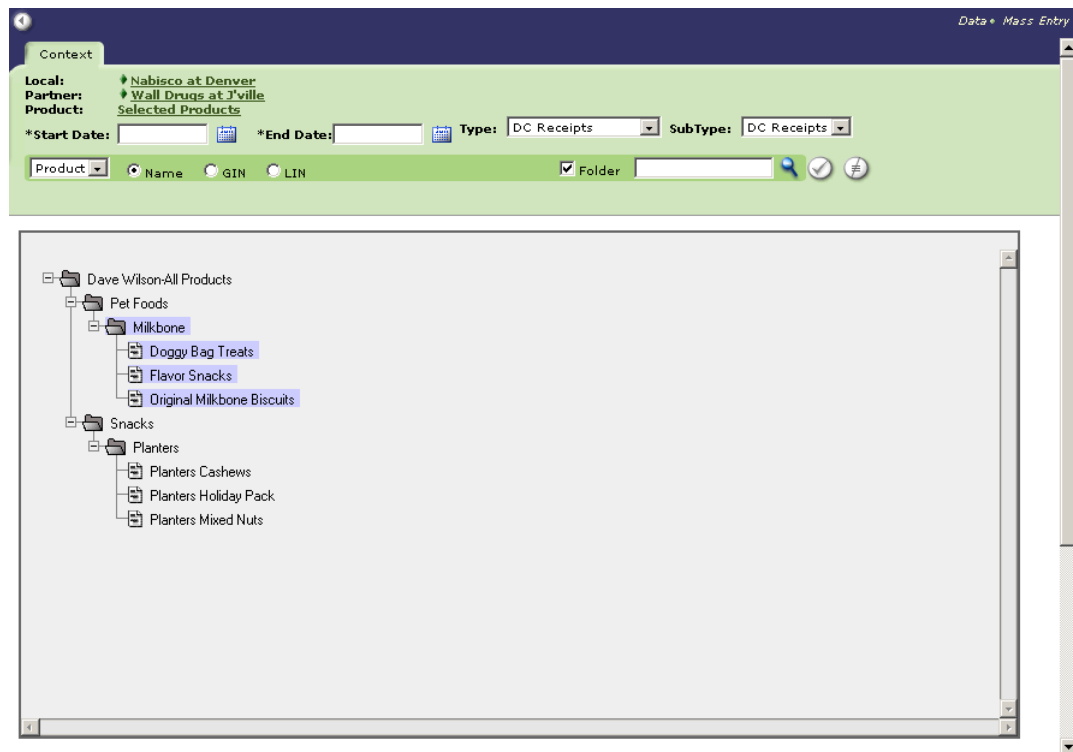 Data• Mass Entry
Context
Local: Nabisco at Denver
Partner: Wall Drugs at J'ville
Product: Selected Products
*Start Date: *End Date: Type: DC Receipts SubType: DC Receipts
Product Name GIN LIN Folder
Dave Wilson-All Products
Pet Foods
Milkbone
Doggy Bag Treats
Flavor Snacks
Original Milkbone Biscuits
Snacks
Planters
Planters Cashews
Planters Holiday Pack
Planters Mixed Nuts